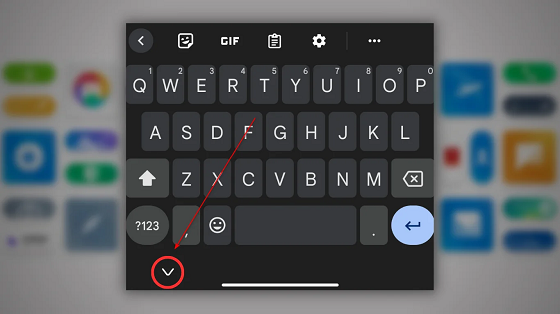 GIF
1 2 3 4 5 6 7 8 9 0
Q W E R T Y U I O P
A S D F G H J K L
Z X C V B N M
?123 , .